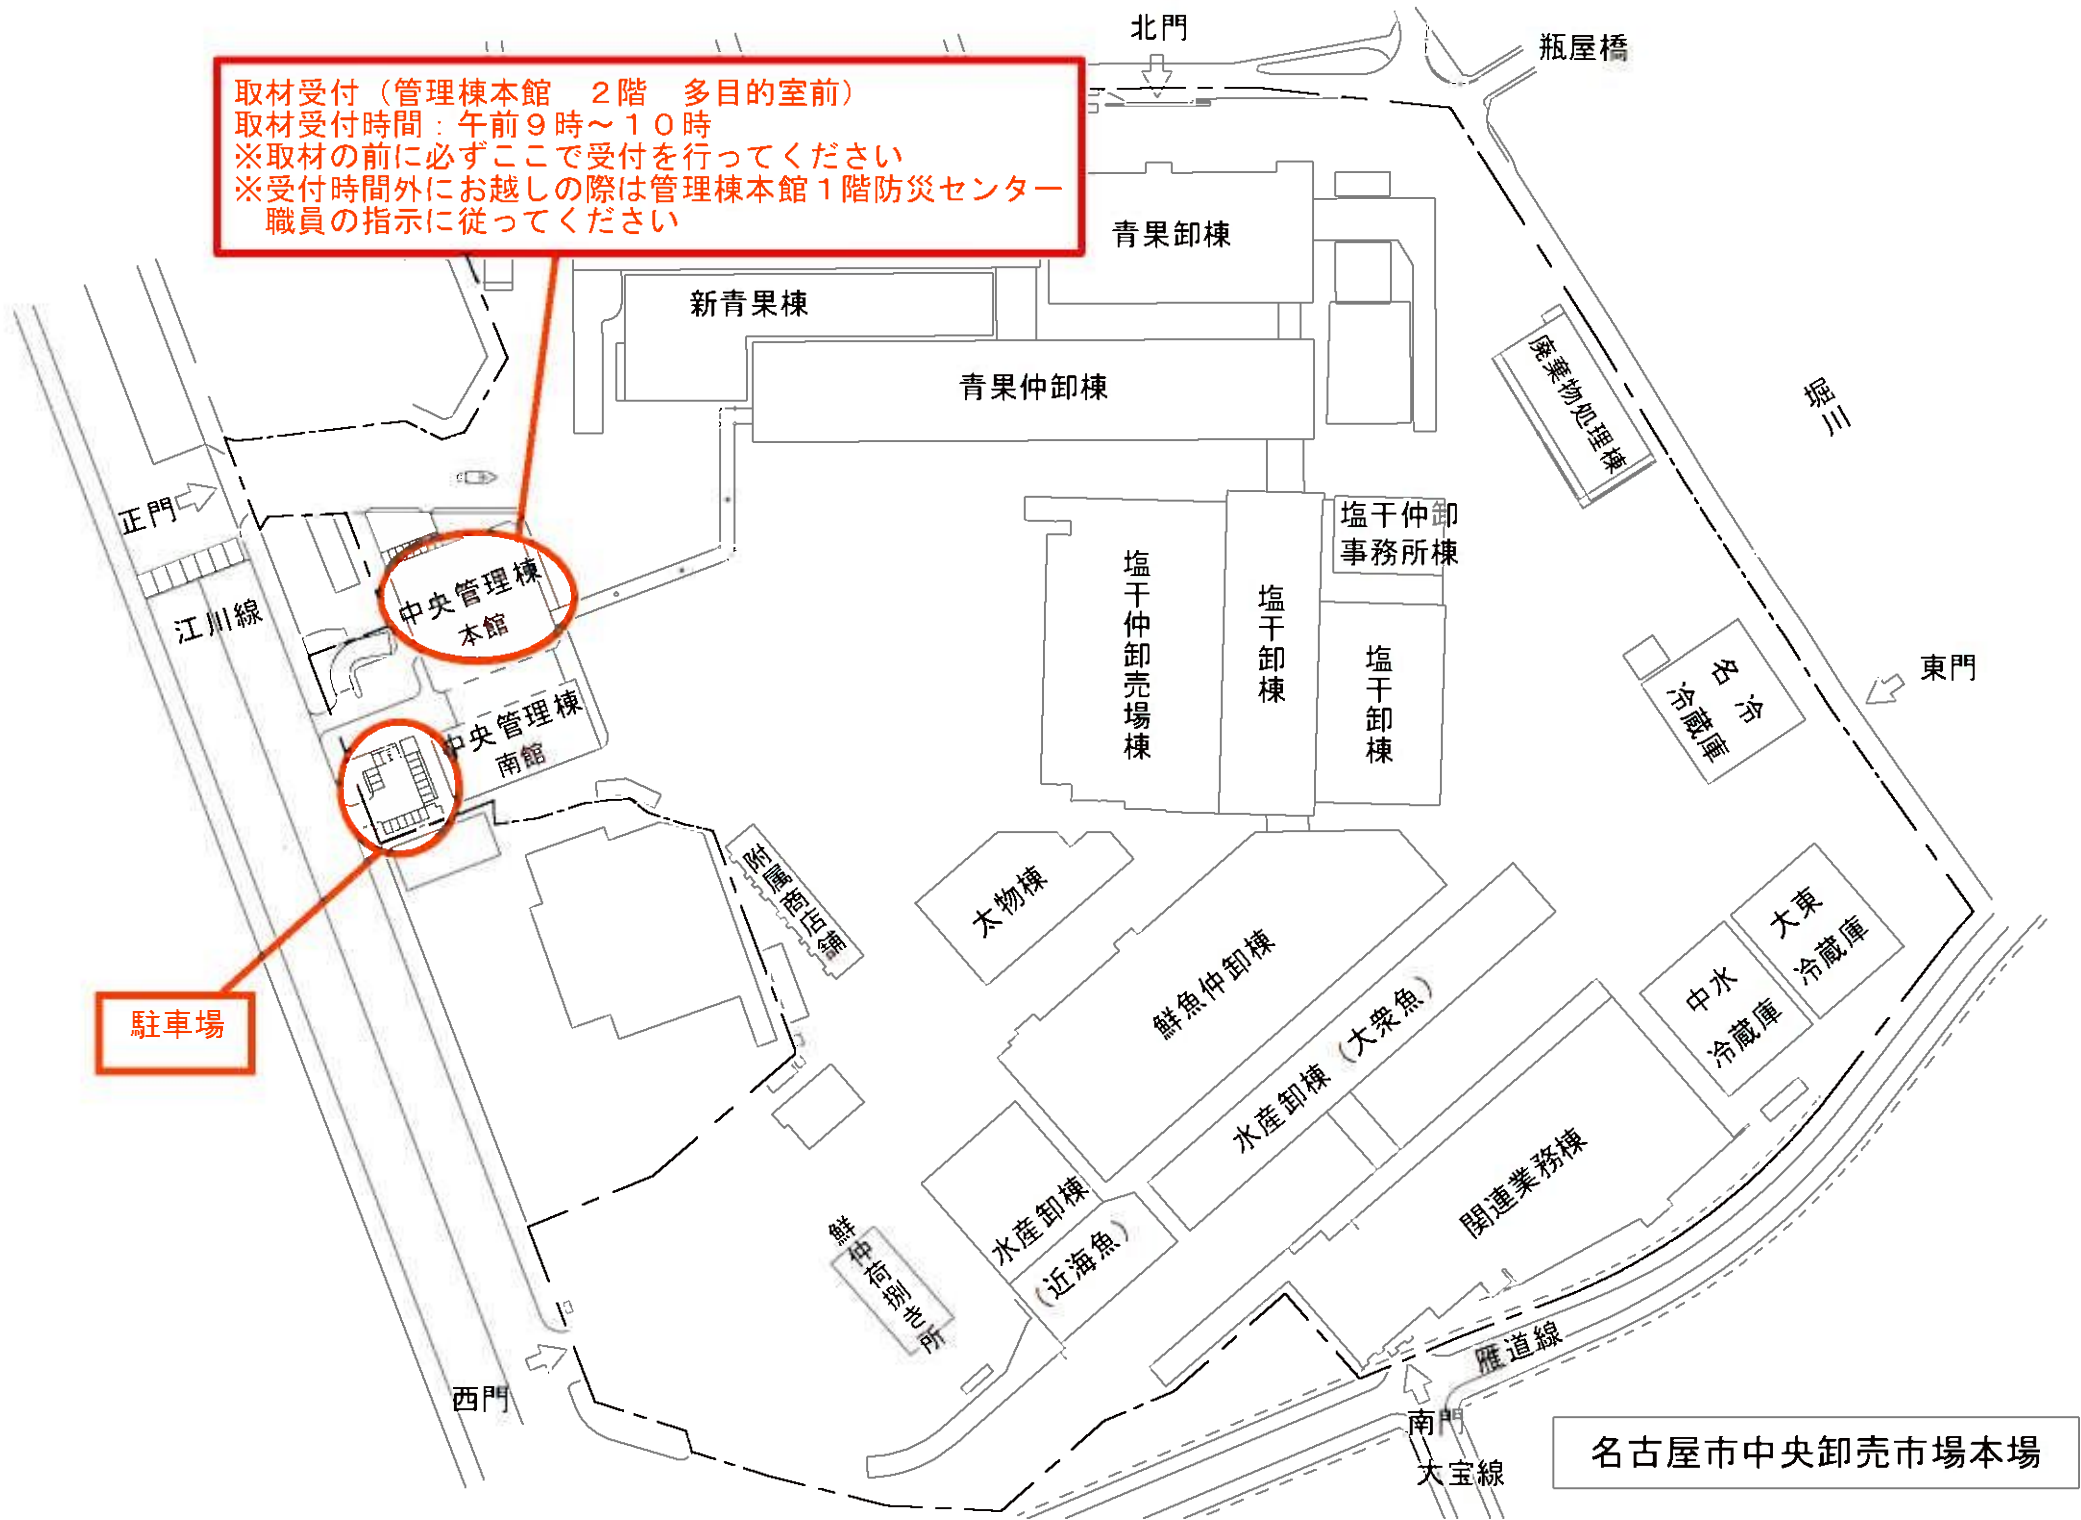 北門
瓶屋橋
取材受付（管理棟本館　２階　多目的室前）
取材受付時間：午前９時～１０時
※取材の前に必ずここで受付を行ってください
※受付時間外にお越しの際は管理棟本館１階防災センター
職員の指示に従ってください
青果卸棟
新青果棟
青果仲卸棟
廃棄物処理棟
堀川
正門
江川線
中央管理棟
本館
中央管理棟
南館
塩干仲卸
事務所棟
塩干仲卸売場棟
塩干卸棟
塩干卸棟
名冷
冷蔵庫
東門
附属商店舗
太物棟
鮮魚仲卸棟
大東
冷蔵庫
中水
冷蔵庫
駐車場
水産卸棟（大衆魚）
関連業務棟
水産卸棟
（近海魚）
鮮仲荷捌き所
西門
雁道線
南門
大宝線
名古屋市中央卸売市場本場